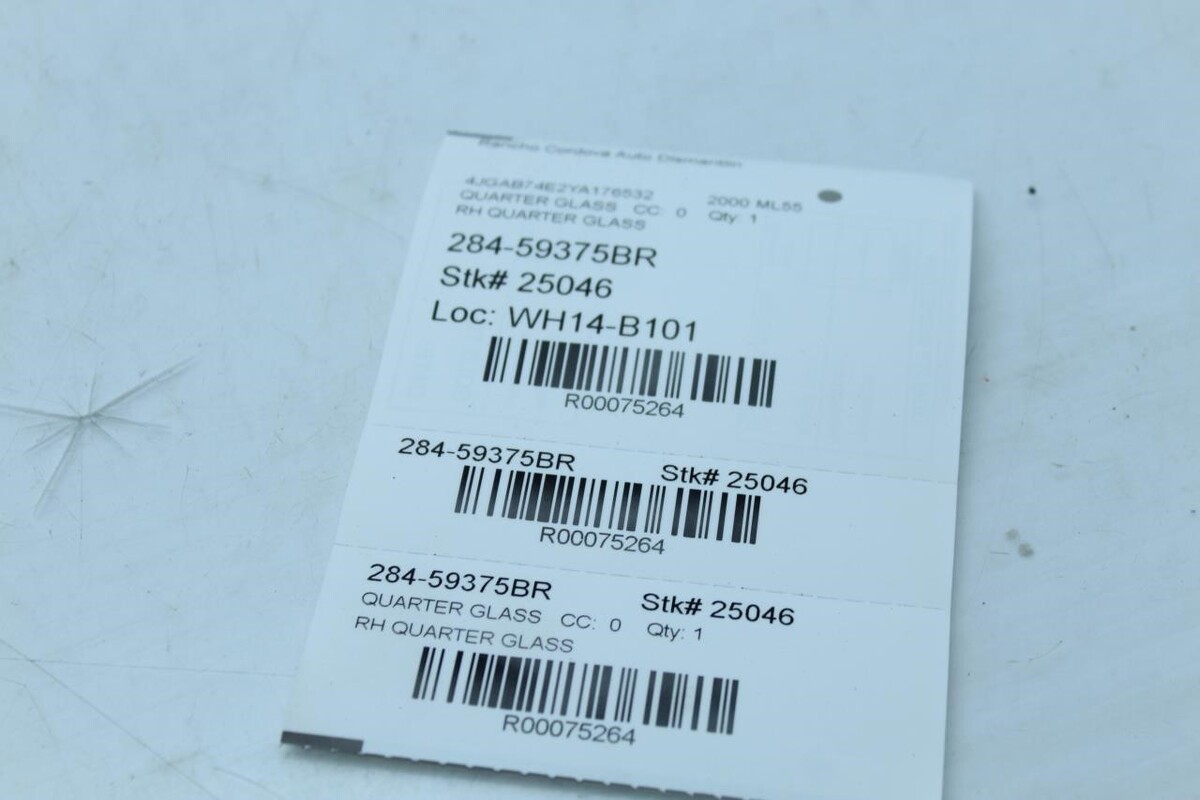 Rancho Cordova Auto Dismantlin
4JGAB74E2YA176532 2000 ML55
QUARTER GLASS CC: 0 Qty: 1
RH QUARTER GLASS
284-59375BR
Stk# 25046
Loc: WH14-B101
R00075264
284-59375BR Stk# 25046
R00075264
284-59375BR Stk# 25046
QUARTER GLASS CC: 0 Qty: 1
RH QUARTER GLASS
R00075264